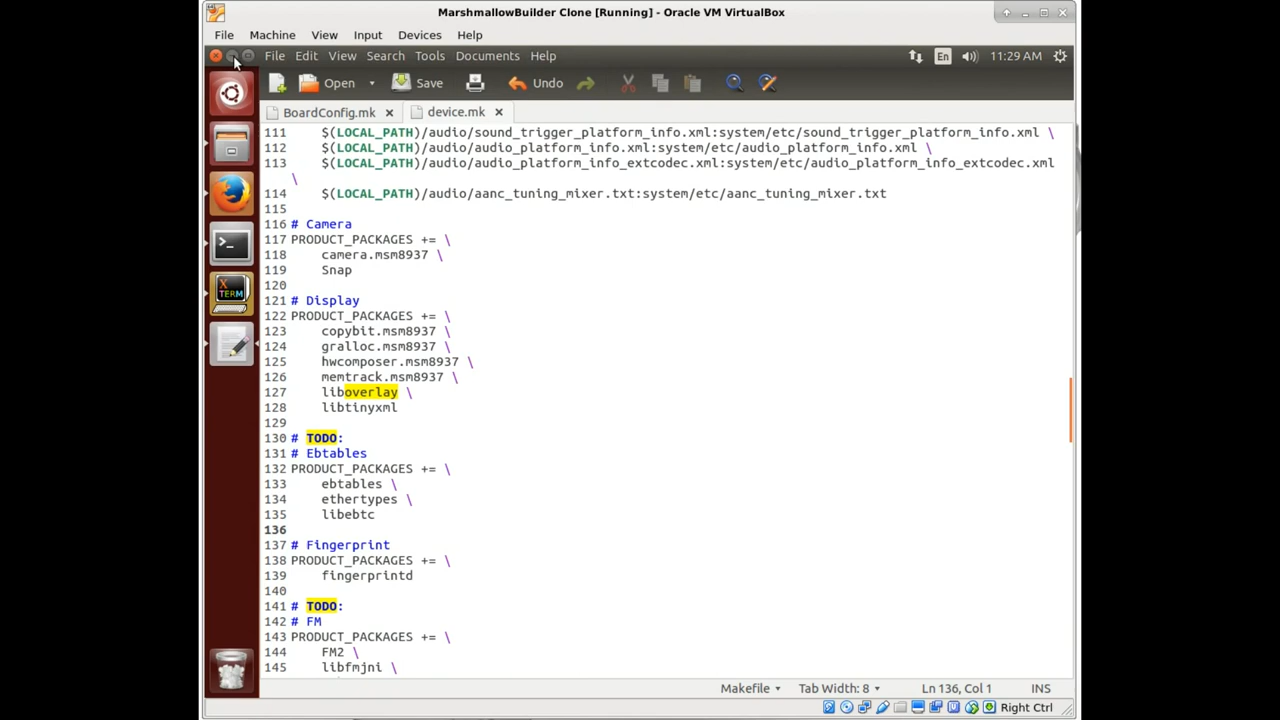 MarshmallowBuilder Clone [Running] - Oracle VM VirtualBox
File Machine View Input Devices Help
File Edit View Search Tools Documents Help En 11:29 AM
Open Save Undo
BoardConfig.mk device.mk
111 $(LOCAL_PATH)/audio/sound_trigger_platform_info.xml:system/etc/sound_trigger_platform_info.xml \
112 $(LOCAL_PATH)/audio/audio_platform_info.xml:system/etc/audio_platform_info.xml \
113 $(LOCAL_PATH)/audio/audio_platform_info_extcodec.xml:system/etc/audio_platform_info_extcodec.xml
\
114 $(LOCAL_PATH)/audio/aanc_tuning_mixer.txt:system/etc/aanc_tuning_mixer.txt
115
116 # Camera
117 PRODUCT_PACKAGES += \
118 camera.msm8937 \
119 Snap
120
121 # Display
122 PRODUCT_PACKAGES += \
123 copybit.msm8937 \
124 gralloc.msm8937 \
125 hwcomposer.msm8937 \
126 memtrack.msm8937 \
127 liboverlay \
128 libtinyxml
129
130 # TODO:
131 # Ebtables
132 PRODUCT_PACKAGES += \
133 ebtables \
134 ethertypes \
135 libebtc
136
137 # Fingerprint
138 PRODUCT_PACKAGES += \
139 fingerprintd
140
141 # TODO:
142 # FM
143 PRODUCT_PACKAGES += \
144 FM2 \
145 libfmjni \
XTERM
Makefile Tab Width: 8 Ln 136, Col 1 INS
Right Ctrl